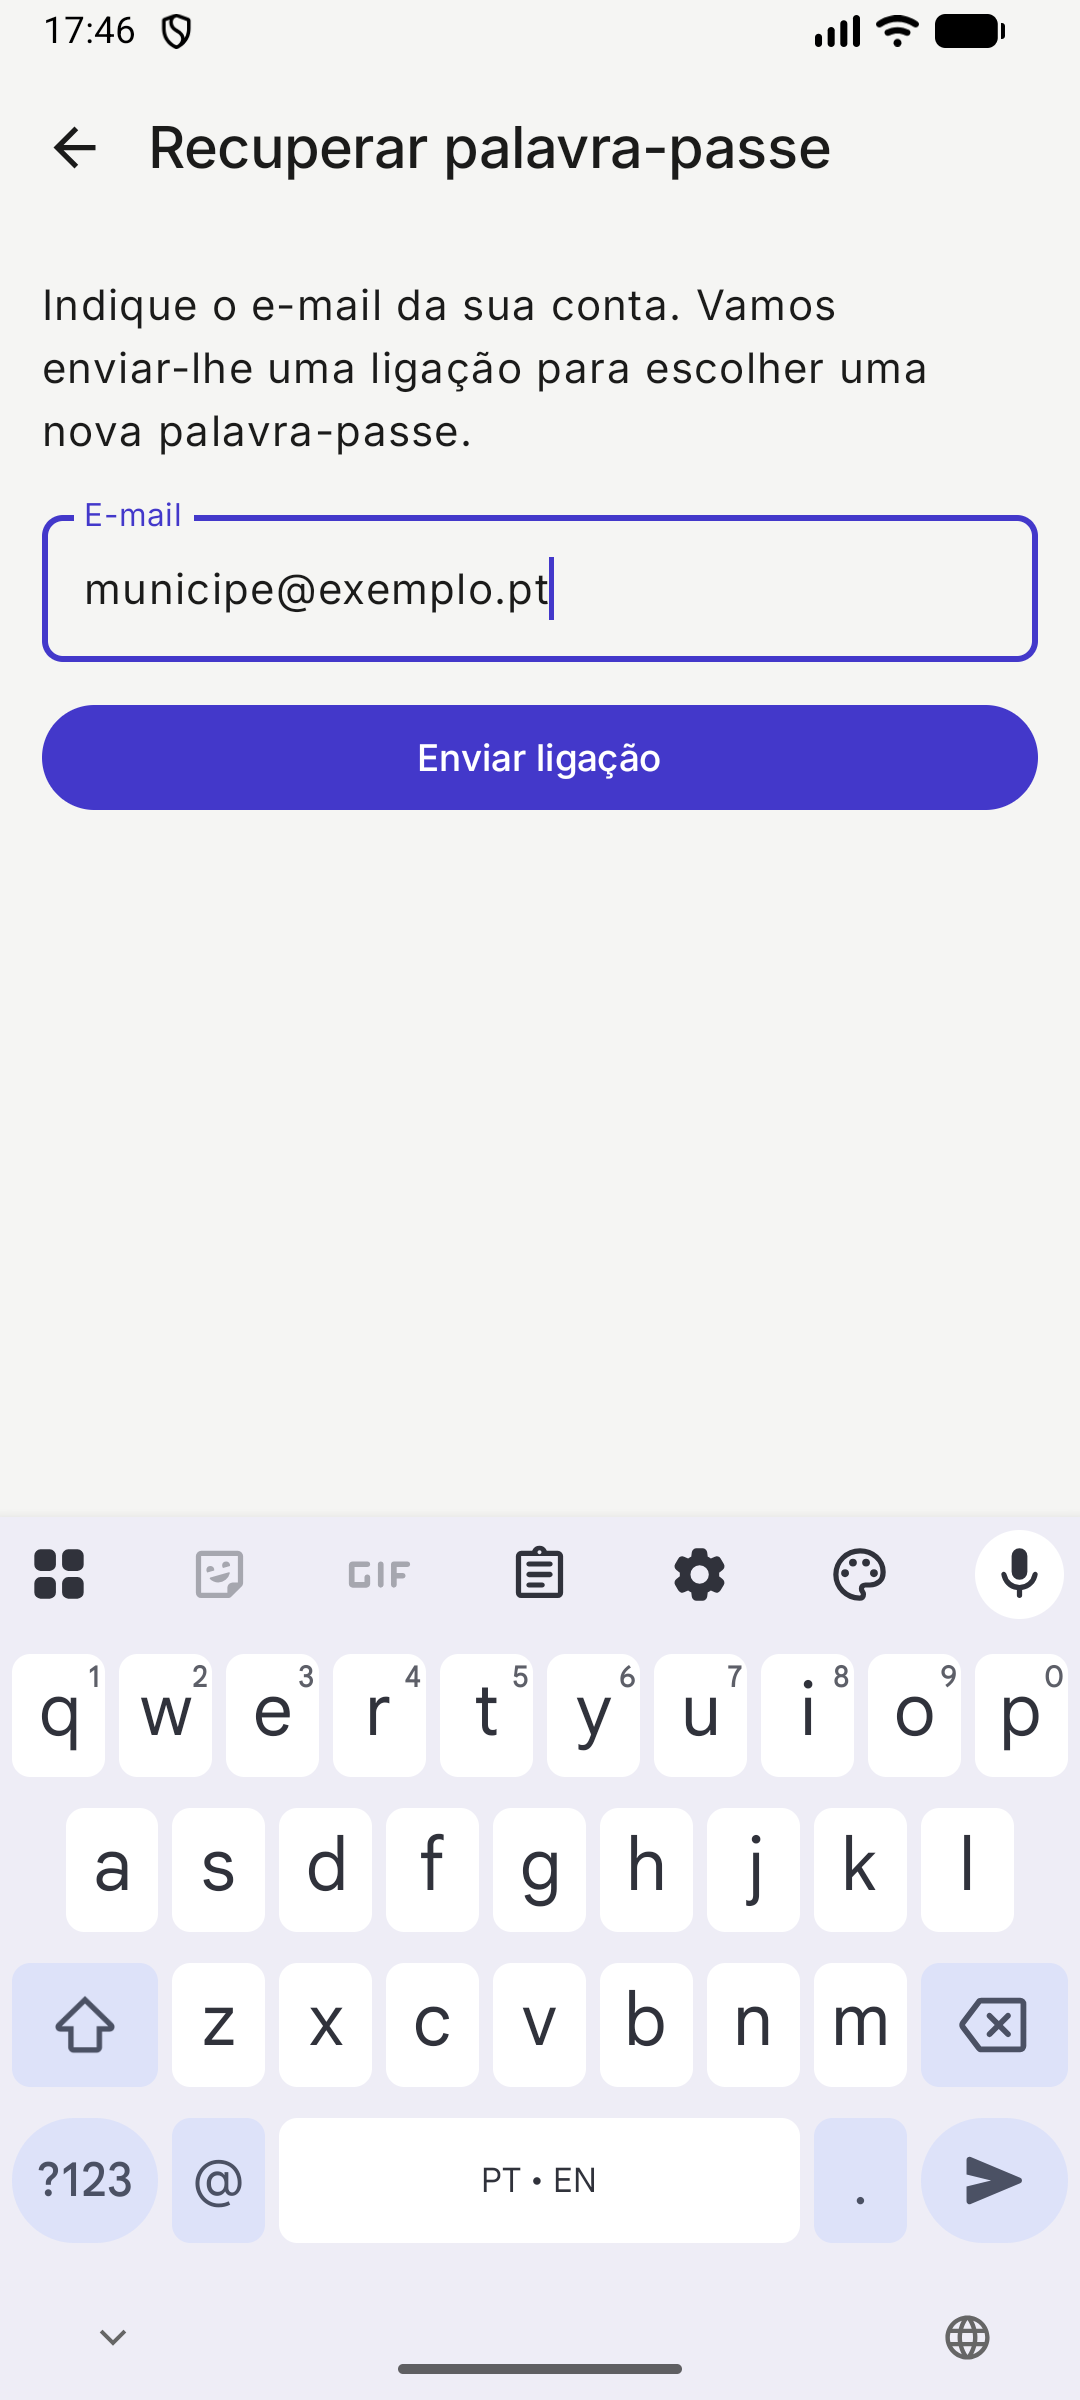 17:46
Recuperar palavra-passe
Indique o e-mail da sua conta. Vamos
enviar-lhe uma ligação para escolher uma
nova palavra-passe.
E-mail
municipe@exemplo.pt
Enviar ligação
GIF
q1 w2 e3 r4 t5 y6 u7 i8 o9 p0
a s d f g h j k l
z x c v b n m
?123 @ PT • EN .